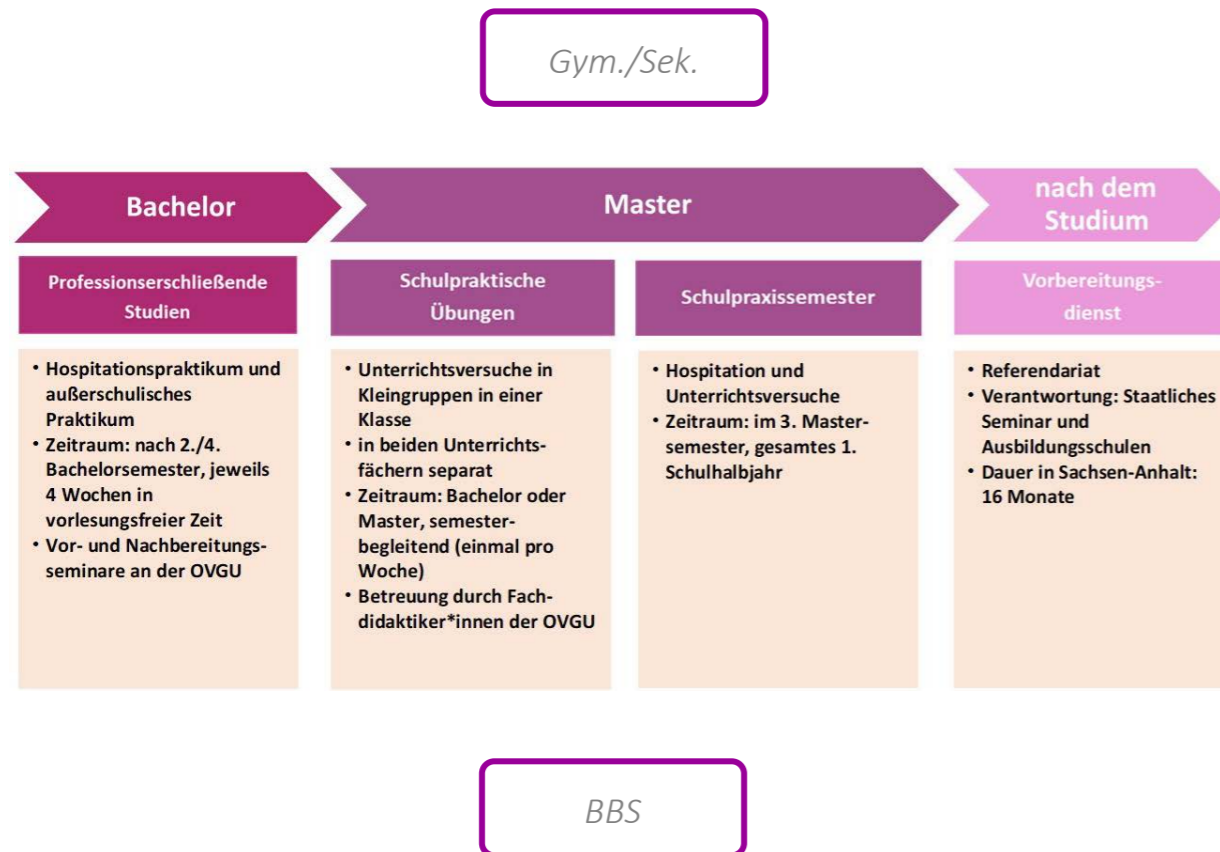 Gym./Sek.
Bachelor
Master
nach dem
Studium
Professionserschließende
Studien
Schulpraktische
Übungen
Schulpraxissemester
Vorbereitungs-
dienst
• Hospitationspraktikum und
außerschulisches
Praktikum
• Zeitraum: nach 2./4.
Bachelorsemester, jeweils
4 Wochen in
vorlesungsfreier Zeit
• Vor- und Nachbereitungs-
seminare an der OVGU
• Unterrichtsversuche in
Kleingruppen in einer
Klasse
• in beiden Unterrichts-
fächern separat
• Zeitraum: Bachelor oder
Master, semester-
begleitend (einmal pro
Woche)
• Betreuung durch Fach-
didaktiker*innen der OVGU
• Hospitation und
Unterrichtsversuche
• Zeitraum: im 3. Master-
semester, gesamtes 1.
Schulhalbjahr
• Referendariat
• Verantwortung: Staatliches
Seminar und
Ausbildungsschulen
• Dauer in Sachsen-Anhalt:
16 Monate
BBS